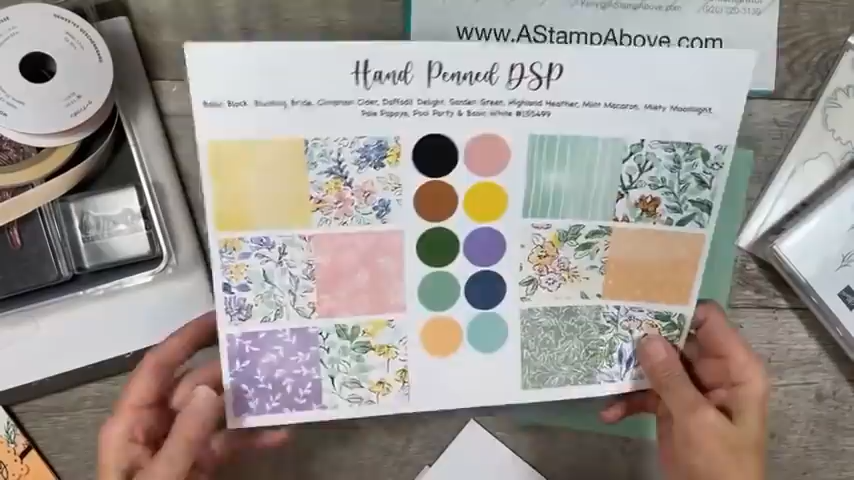 www.AStampAbove.com
Hand Penned DSP
Basic Black, Blushing Bride, Cinnamon Cider, Daffodil Delight, Garden Green, Highland Heather, Mint Macaron, Misty Moonlight,
Pale Papaya, Pool Party & Basic White #155499